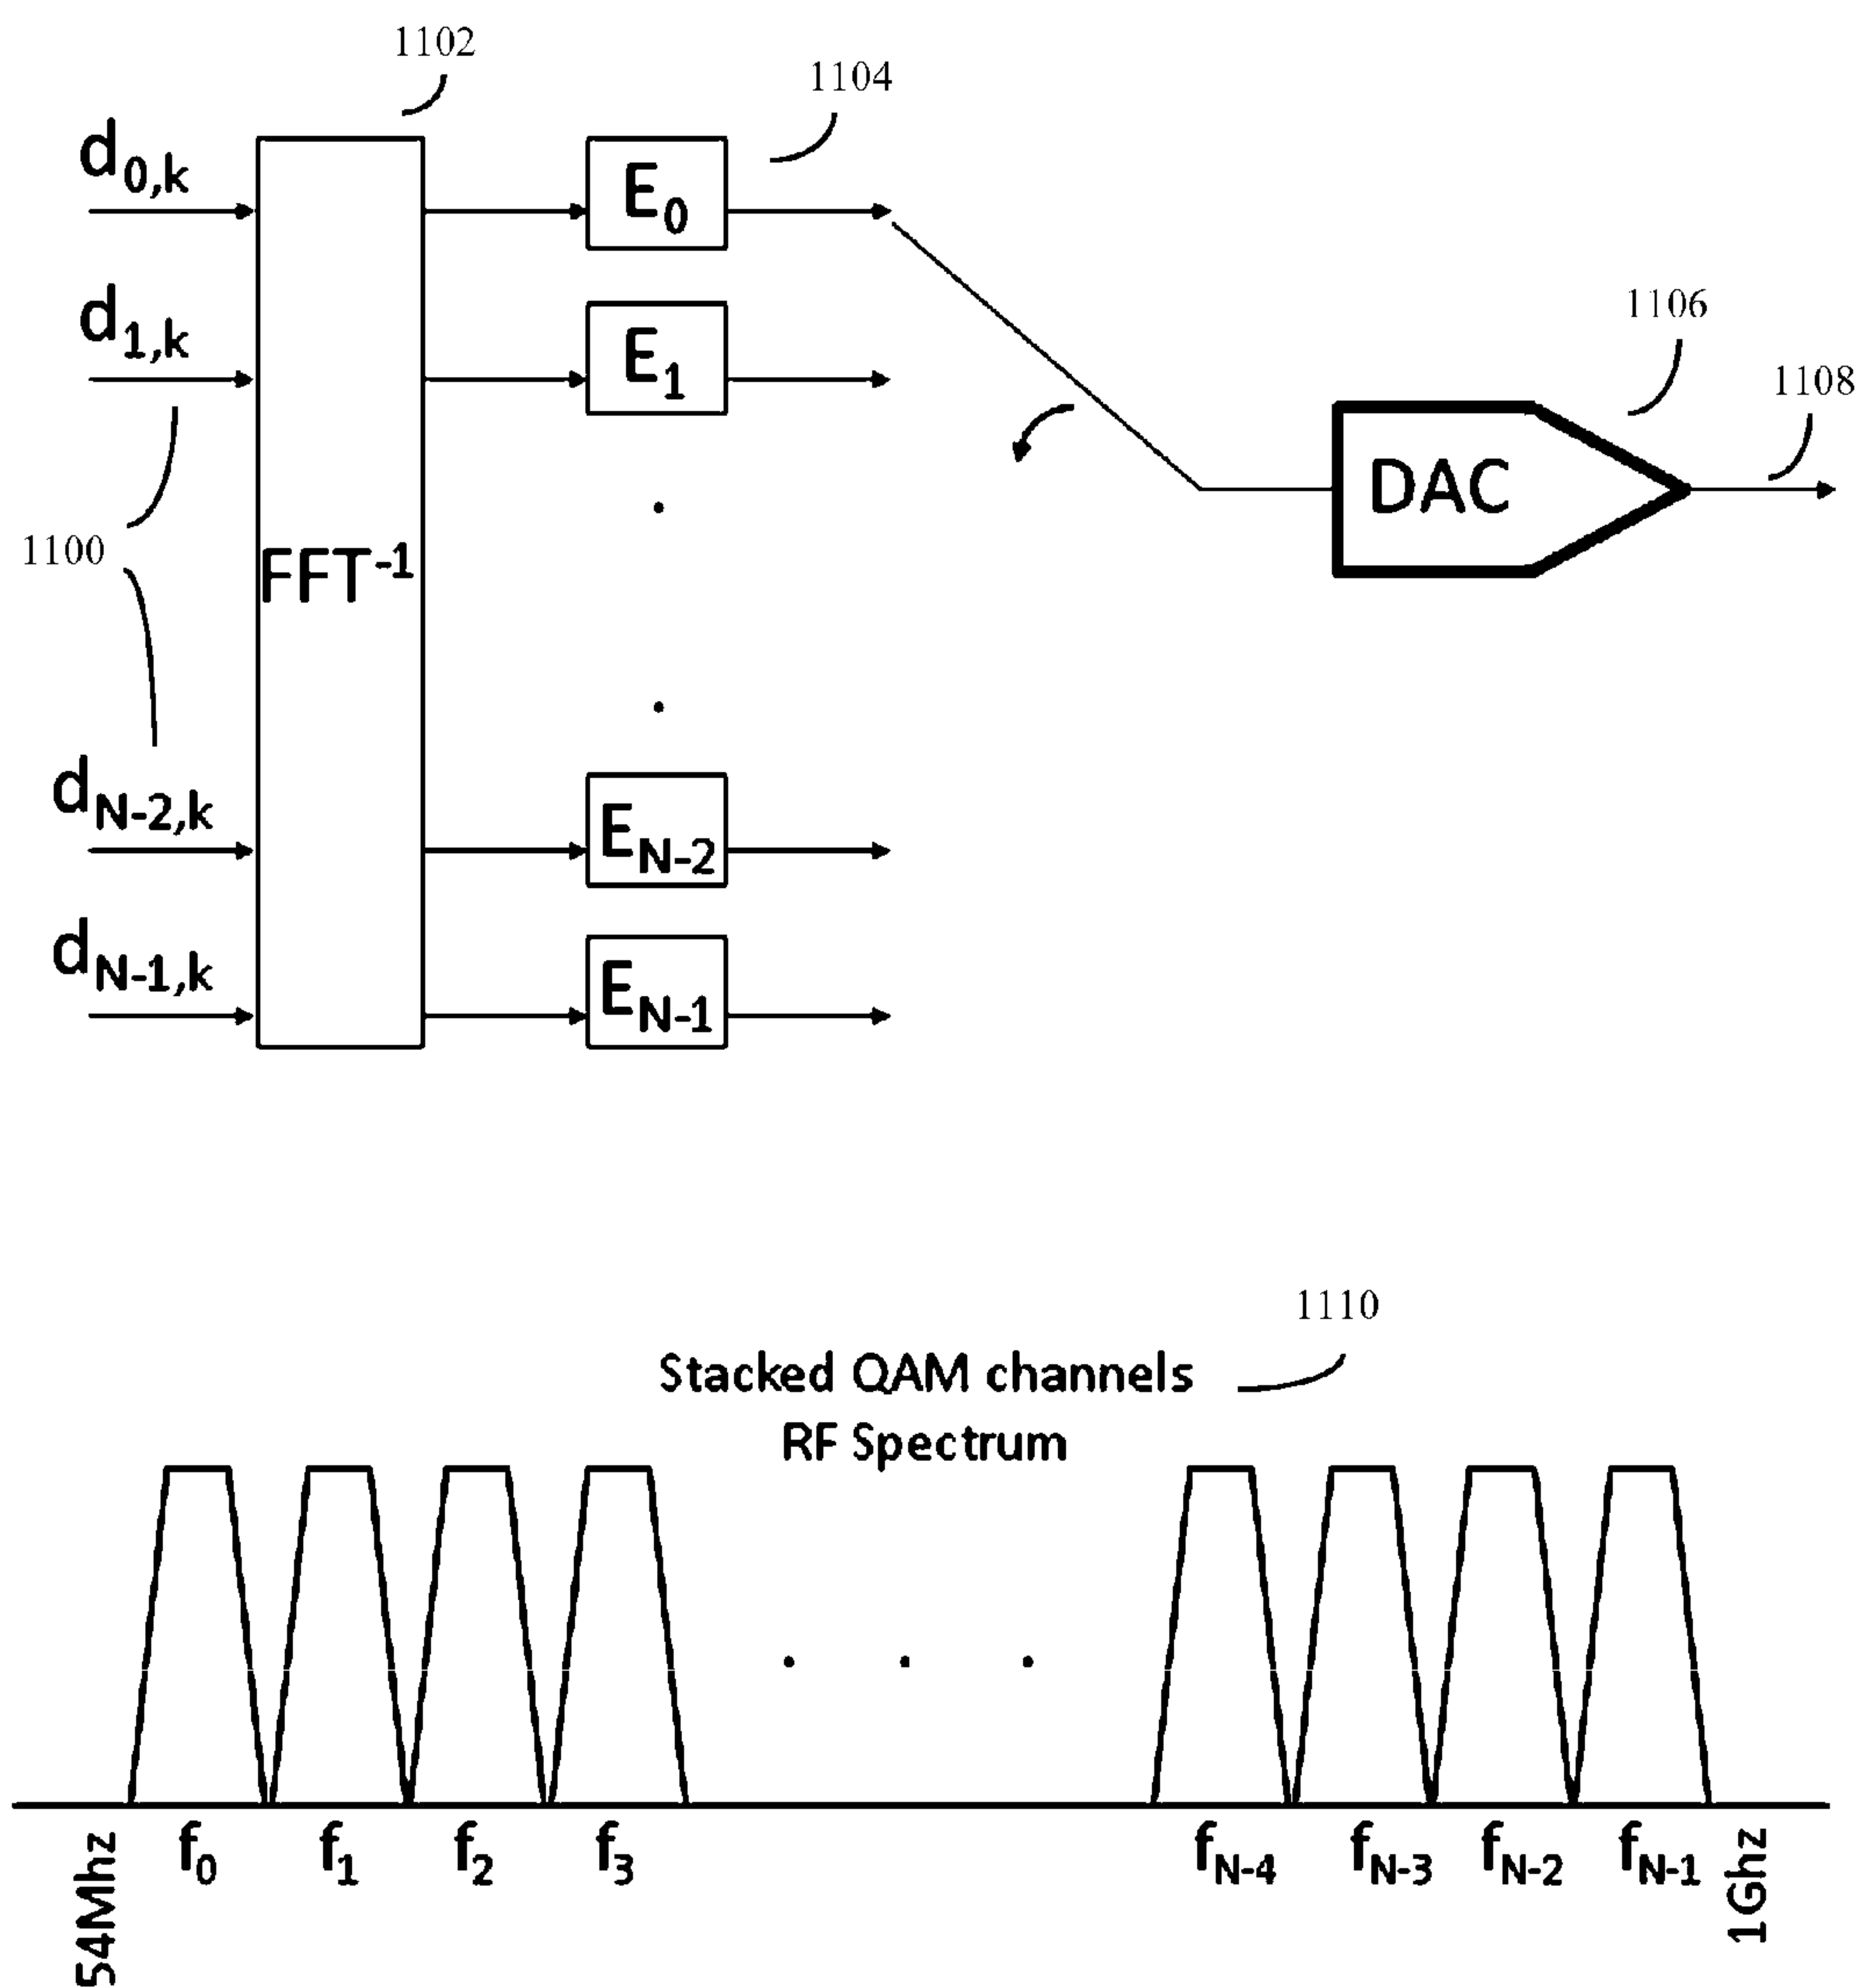 1102
1104
d0,k
E0
d1,k
E1
1106
1108
DAC
1100
FFT-1
dN-2,k
EN-2
dN-1,k
EN-1
1110
Stacked QAM channels
RF Spectrum
54Mhz f0 f1 f2 f3 fN-4 fN-3 fN-2 fN-1 1Ghz